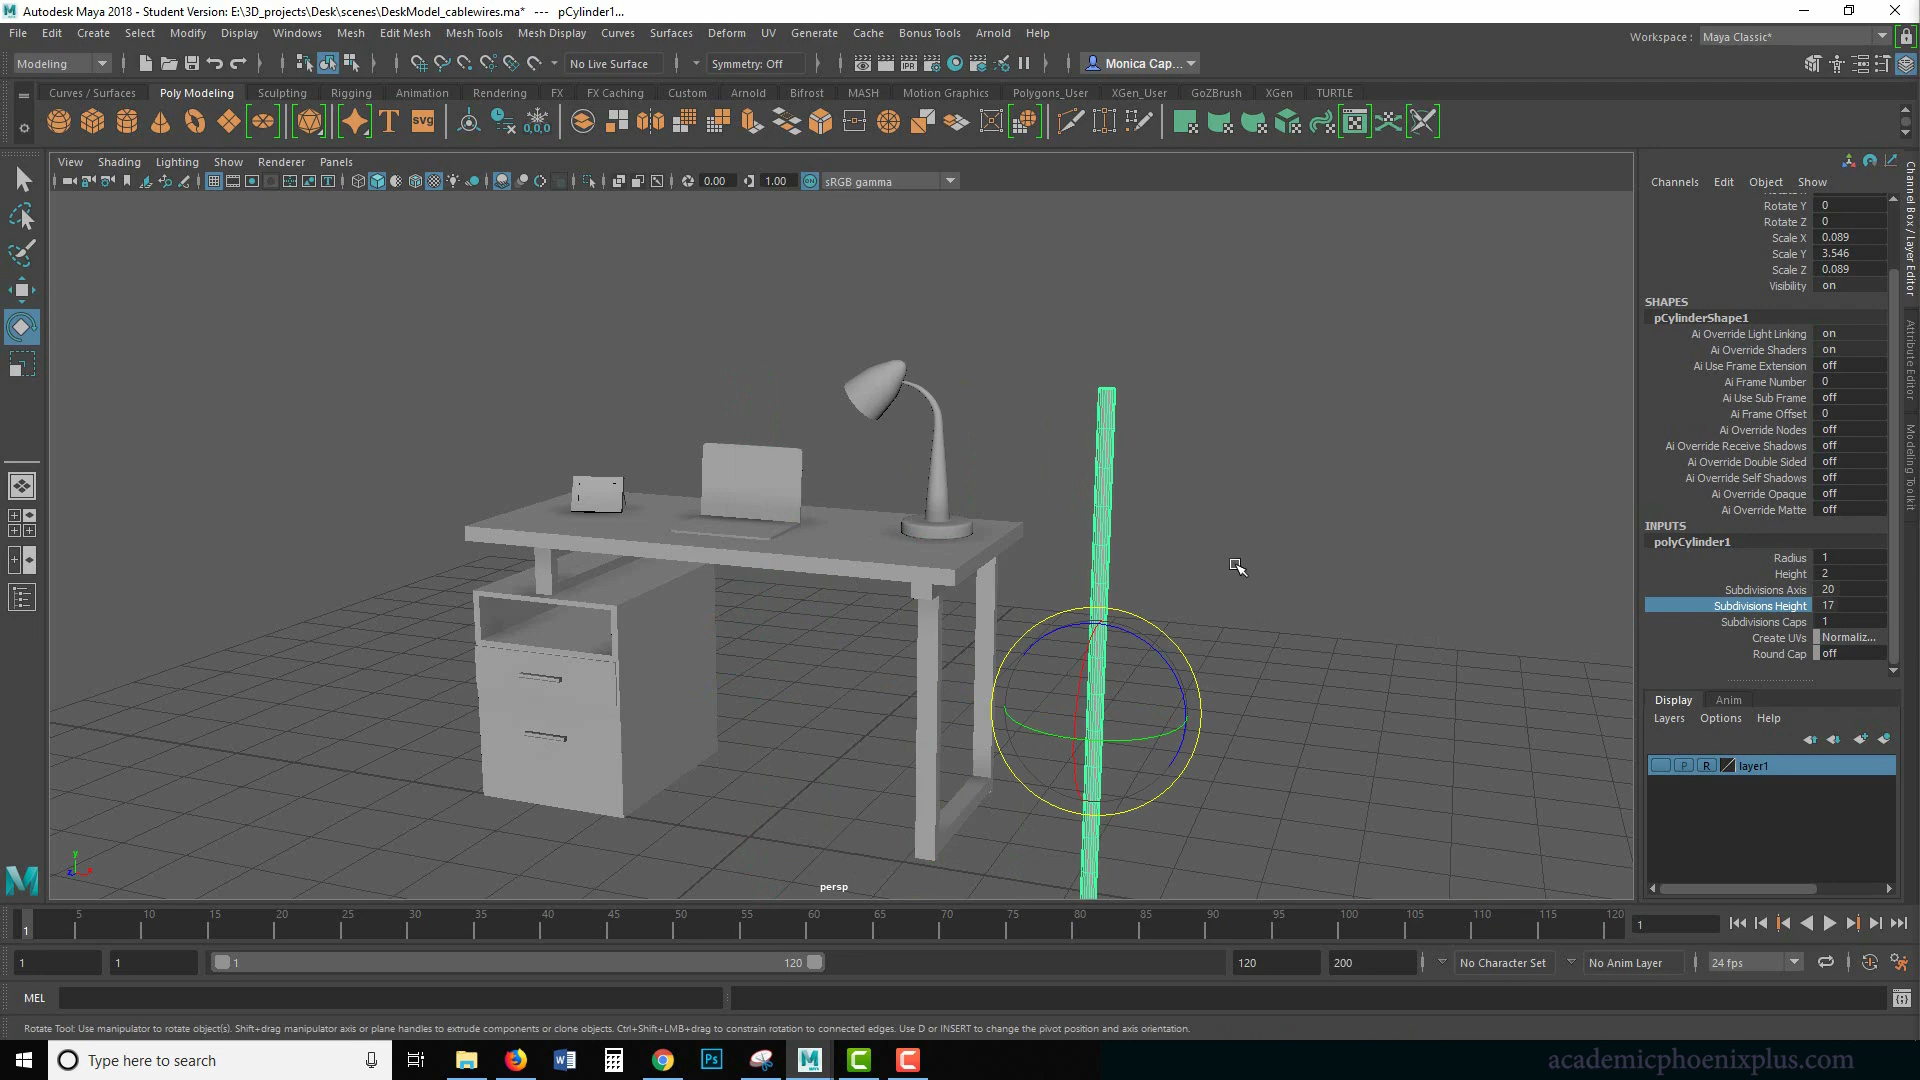 Autodesk Maya 2018 - Student Version: E:\3D_projects\Desk\scenes\DeskModel_cablewires.ma* --- pCylinder1...
File Edit Create Select Modify Display Windows Mesh Edit Mesh Mesh Tools Mesh Display Curves Surfaces Deform UV Generate Cache Bonus Tools Arnold Help
Workspace : Maya Classic*
Modeling No Live Surface Symmetry: Off Monica Cap...
Curves / Surfaces Poly Modeling Sculpting Rigging Animation Rendering FX FX Caching Custom Arnold Bifrost MASH Motion Graphics Polygons_User XGen_User GoZBrush XGen TURTLE
T svg 0,0,0
View Shading Lighting Show Renderer Panels
0.00 1.00 sRGB gamma
Channels Edit Object Show
Rotate Y 0
Rotate Z 0
Scale X 0.089
Scale Y 3.546
Scale Z 0.089
Visibility on
SHAPES
pCylinderShape1
Ai Override Light Linking on
Ai Override Shaders on
Ai Use Frame Extension off
Ai Frame Number 0
Ai Use Sub Frame off
Ai Frame Offset 0
Ai Override Nodes off
Ai Override Receive Shadows off
Ai Override Double Sided off
Ai Override Self Shadows off
Ai Override Opaque off
Ai Override Matte off
INPUTS
polyCylinder1
Radius 1
Height 2
Subdivisions Axis 20
Subdivisions Height 17
Subdivisions Caps 1
Create UVs Normaliz...
Round Cap off
Channel Box / Layer Editor
Attribute Editor
Modeling Toolkit
Display Anim
Layers Options Help
P R layer1
persp
5 10 15 20 25 30 35 40 45 50 55 60 65 70 75 80 85 90 95 100 105 110 115 120
1 1
1 1 1 120 120 200 No Character Set No Anim Layer 24 fps
MEL
Rotate Tool: Use manipulator to rotate object(s). Shift+drag manipulator axis or plane handles to extrude components or clone objects. Ctrl+Shift+LMB+drag to constrain rotation to connected edges. Use D or INSERT to change the pivot position and axis orientation.
Type here to search
academicphoenixplus.com